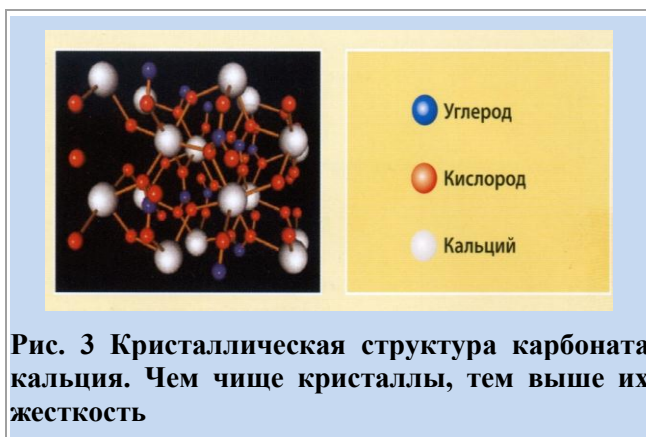 Углерод
Кислород
Кальций
Рис. 3 Кристаллическая структура карбоната
кальция. Чем чище кристаллы, тем выше их
жесткость